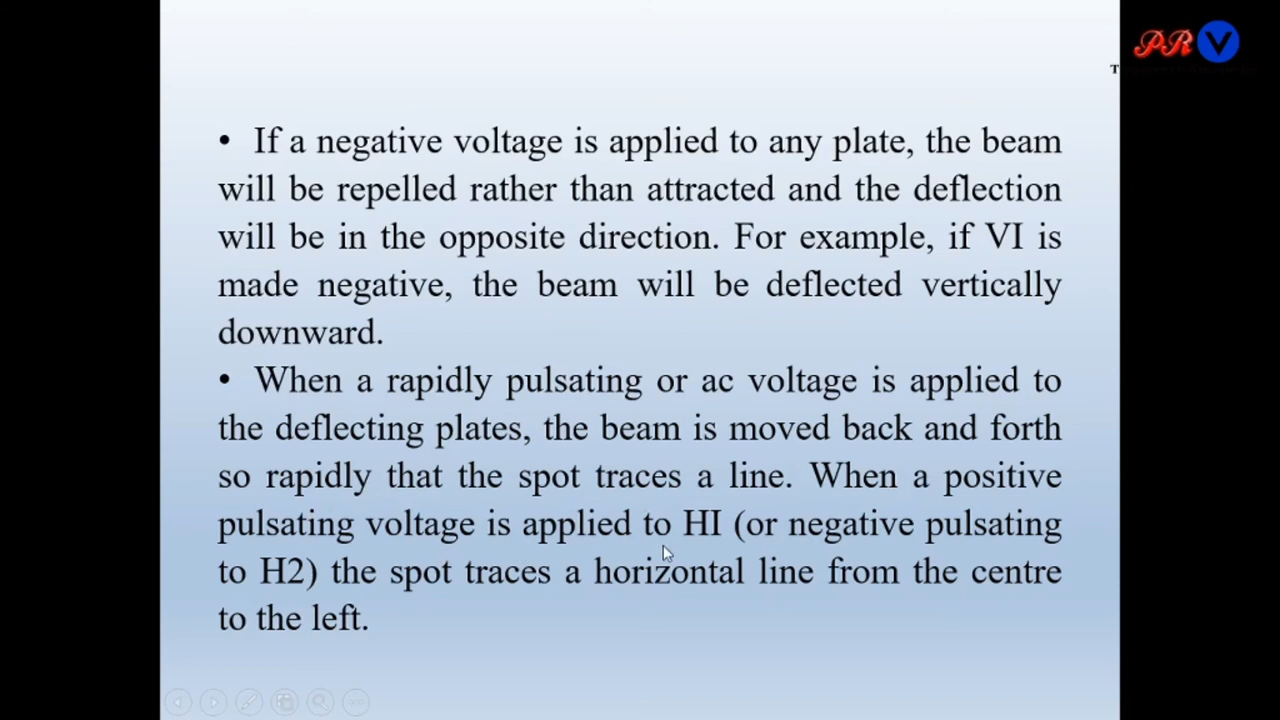 PR V
T
• If a negative voltage is applied to any plate, the beam
will be repelled rather than attracted and the deflection
will be in the opposite direction. For example, if VI is
made negative, the beam will be deflected vertically
downward.
• When a rapidly pulsating or ac voltage is applied to
the deflecting plates, the beam is moved back and forth
so rapidly that the spot traces a line. When a positive
pulsating voltage is applied to HI (or negative pulsating
to H2) the spot traces a horizontal line from the centre
to the left.